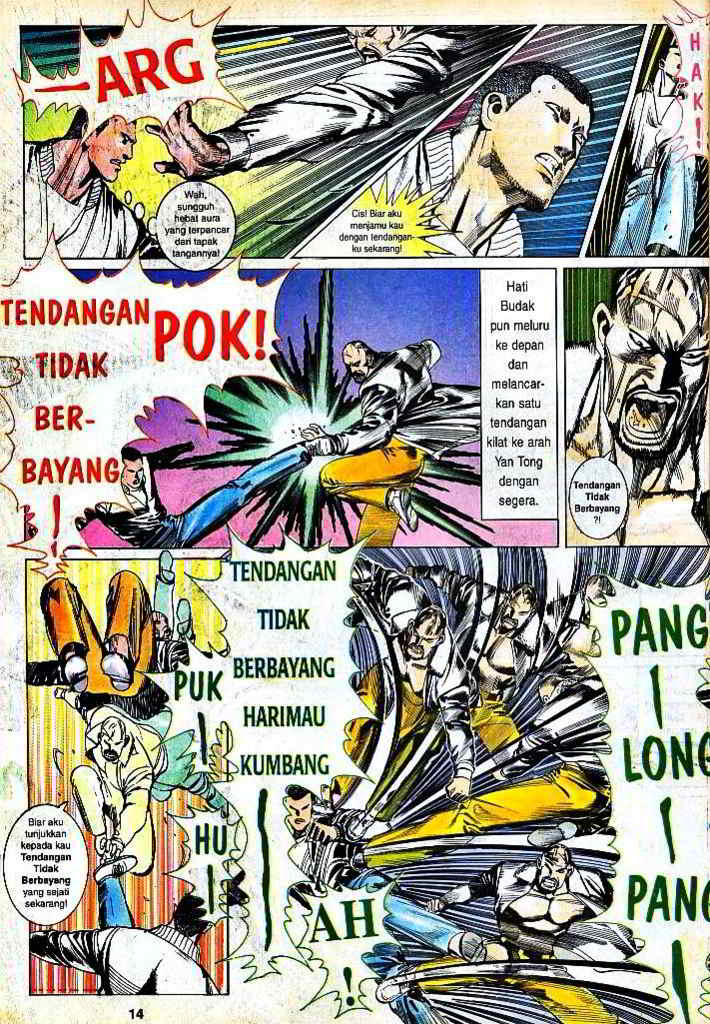 —ARG
Wah,
sungguh
hebat aura
yang terpancar
dari tapak
tangannya!
Cis! Biar aku
menjamu kau
dengan tendangan-
ku sekarang!
H
A
K
!
TENDANGAN
TIDAK
BER-
BAYANG
!
POK!
Hati
Budak
pun meluru
ke depan
dan
melancar-
kan satu
tendangan
kilat ke arah
Yan Tong
dengan
segera.
Tendangan
Tidak
Berbayang
?!
PUK
!
HU
!
Biar aku
tunjukkan
kepada kau
Tendangan
Tidak
Berbayang
yang sejati
sekarang!
TENDANGAN
TIDAK
BERBAYANG
HARIMAU
KUMBANG
!
AH
!
PANG
!
LONG
!
PANG
!
14